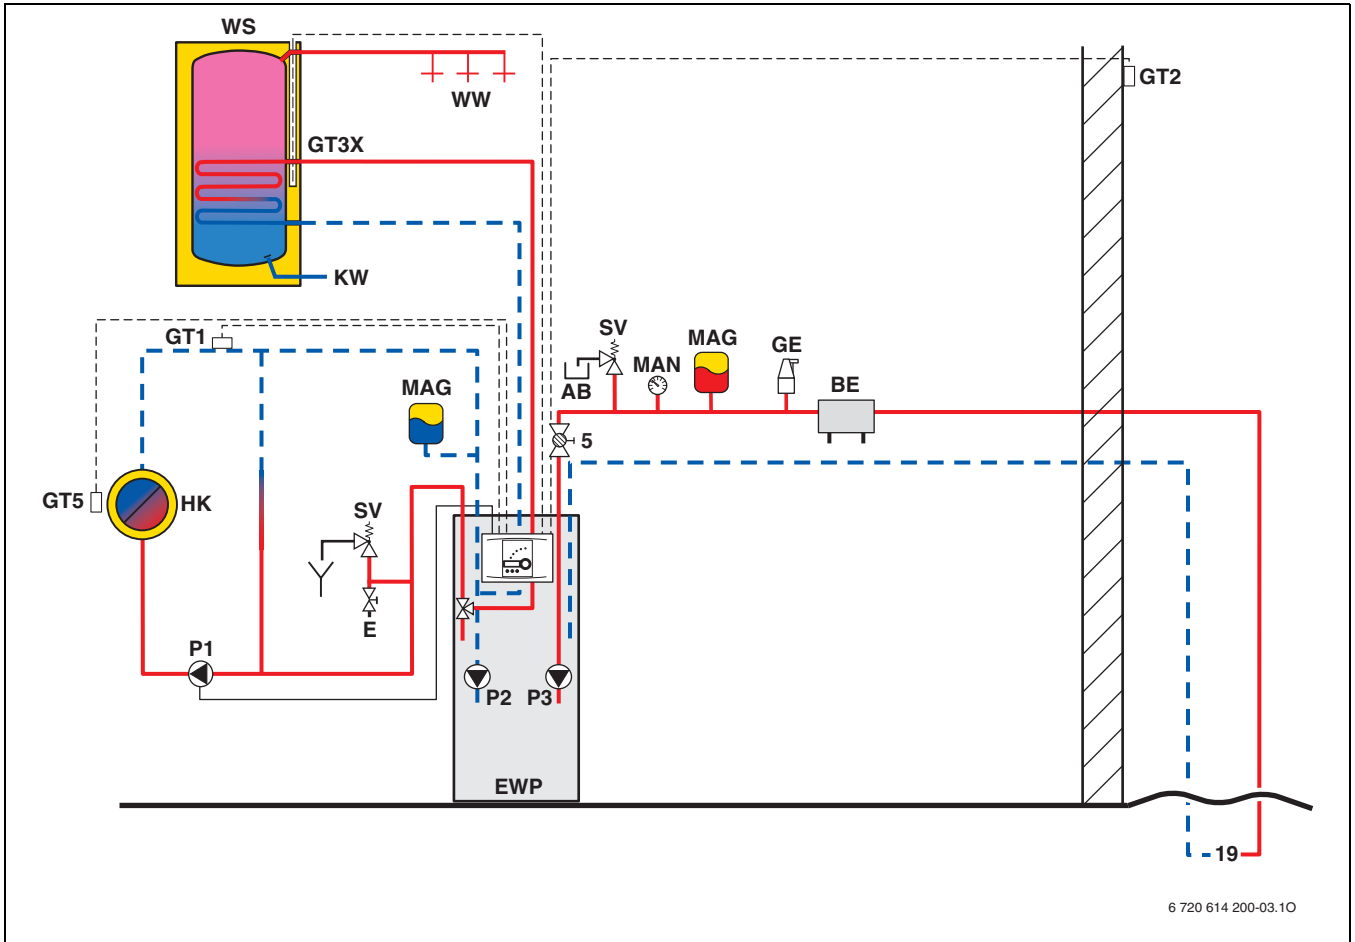 WS
WW
GT3X
GT2
KW
GT1
MAG
SV
MAN
MAG
GE
AB
BE
5
GT5
HK
SV
E
P1
P2
P3
EWP
19
6 720 614 200-03.1O